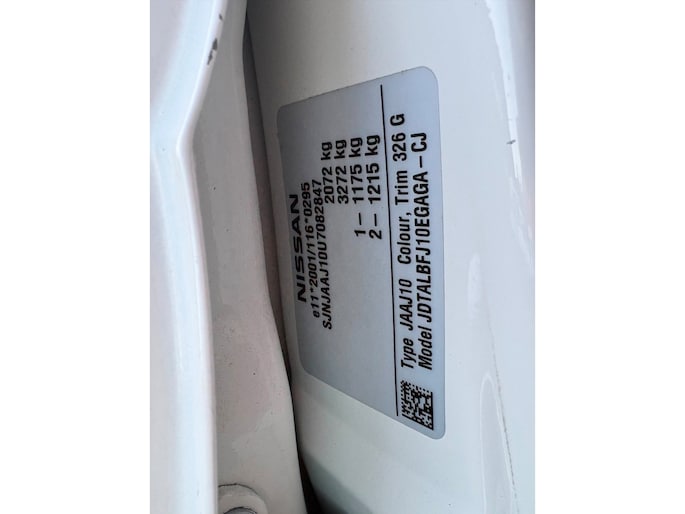 NISSAN
e11*2001/116*0295
SJNJAAJ10U7082847
2072 kg
3272 kg
1 – 1175 kg
2 – 1215 kg
Type JAAJ10 Colour, Trim 326 G
Model JDTALBFJ10EGAGA – CJ